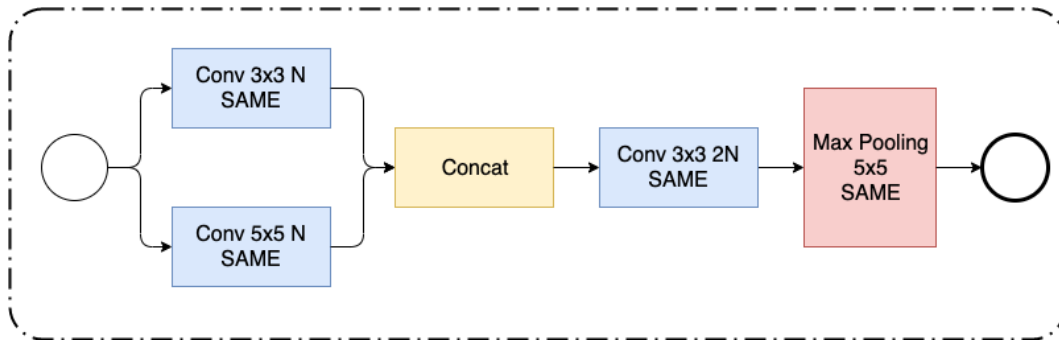 Conv 3x3 N
SAME
Conv 5x5 N
SAME
Concat
Conv 3x3 2N
SAME
Max Pooling
5x5
SAME